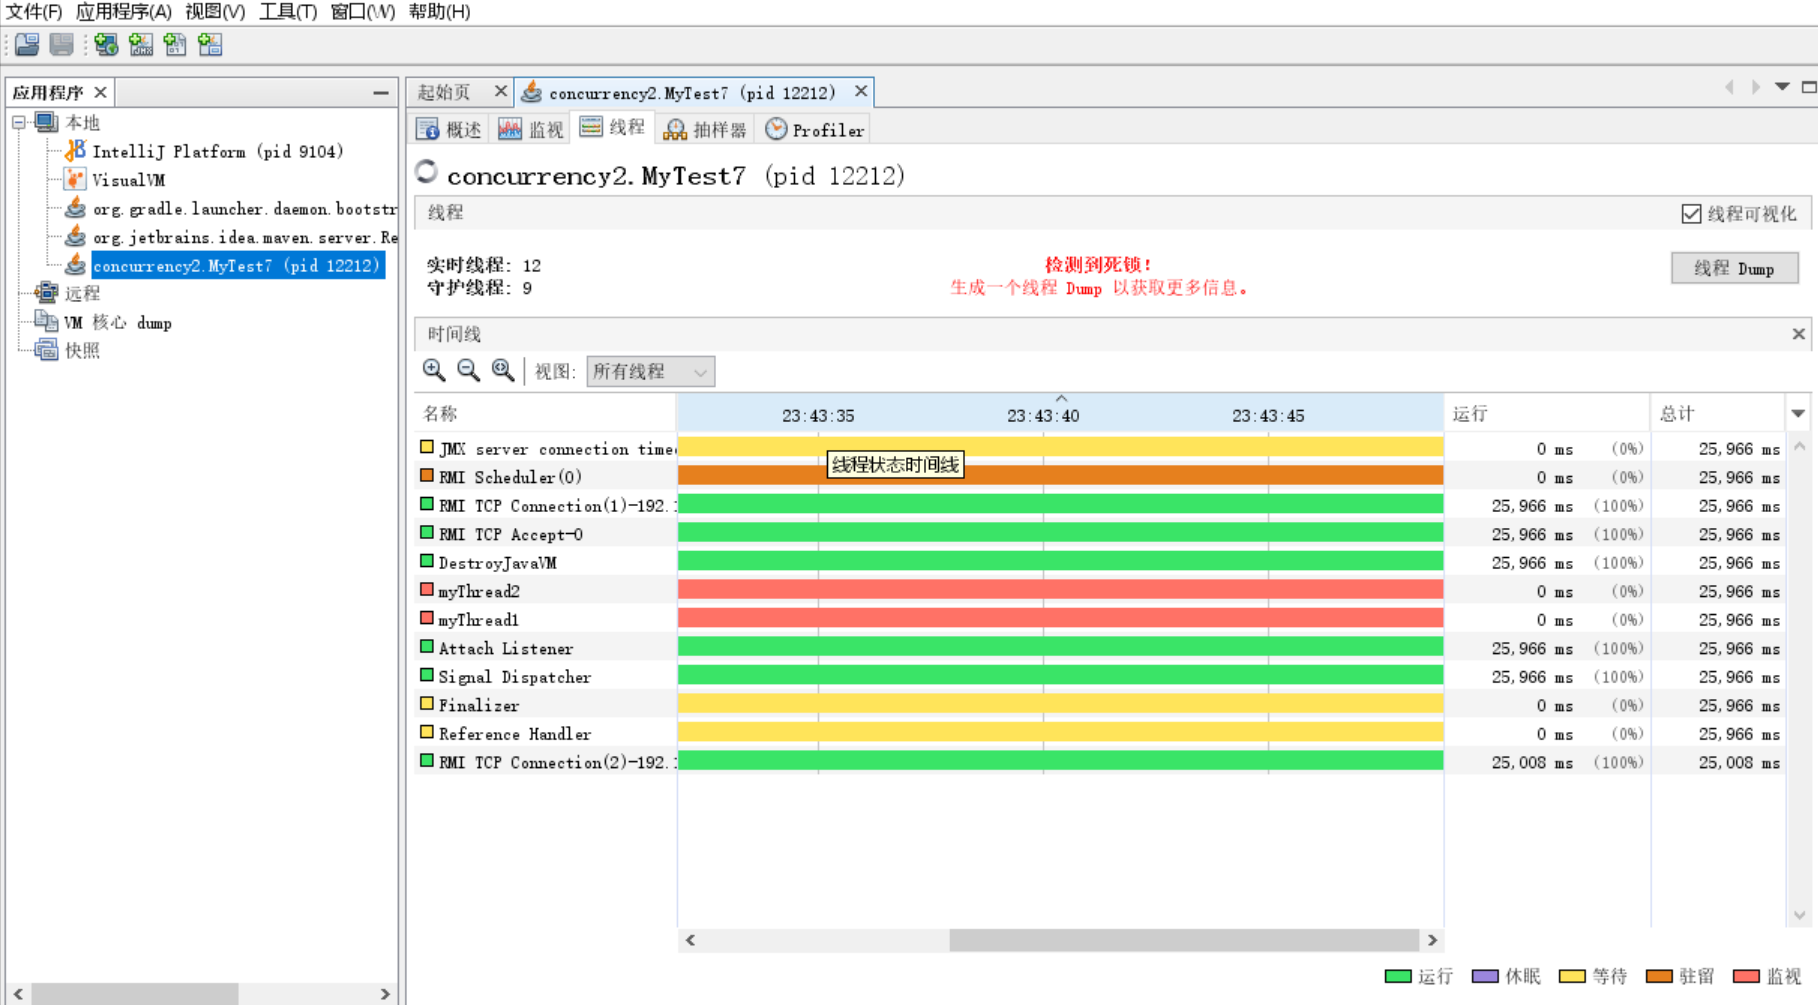 文件(F) 应用程序(A) 视图(V) 工具(T) 窗口(W) 帮助(H)
应用程序
本地
IntelliJ Platform (pid 9104)
VisualVM
org.gradle.launcher.daemon.bootstr
org.jetbrains.idea.maven.server.Re
concurrency2.MyTest7 (pid 12212)
远程
VM 核心 dump
快照
起始页 concurrency2.MyTest7 (pid 12212)
概述 监视 线程 抽样器 Profiler
concurrency2.MyTest7 (pid 12212)
线程 线程可视化
实时线程: 12
守护线程: 9
检测到死锁!
生成一个线程 Dump 以获取更多信息。
线程 Dump
时间线
视图: 所有线程
名称 23:43:35 23:43:40 23:43:45 运行 总计
JMX server connection time 0 ms (0%) 25,966 ms
线程状态时间线
RMI Scheduler(0) 0 ms (0%) 25,966 ms
RMI TCP Connection(1)-192. 25,966 ms (100%) 25,966 ms
RMI TCP Accept-0 25,966 ms (100%) 25,966 ms
DestroyJavaVM 25,966 ms (100%) 25,966 ms
myThread2 0 ms (0%) 25,966 ms
myThread1 0 ms (0%) 25,966 ms
Attach Listener 25,966 ms (100%) 25,966 ms
Signal Dispatcher 25,966 ms (100%) 25,966 ms
Finalizer 0 ms (0%) 25,966 ms
Reference Handler 0 ms (0%) 25,966 ms
RMI TCP Connection(2)-192. 25,008 ms (100%) 25,008 ms
运行 休眠 等待 驻留 监视